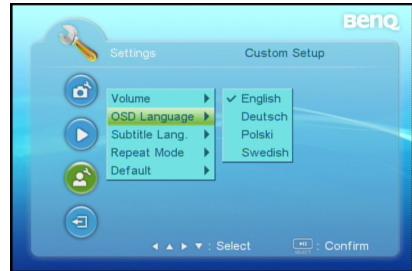 BenQ
Settings Custom Setup
Volume
OSD Language
Subtitle Lang.
Repeat Mode
Default
✓ English
Deutsch
Polski
Swedish
◄ ▲ ► ▼ : Select
: Confirm